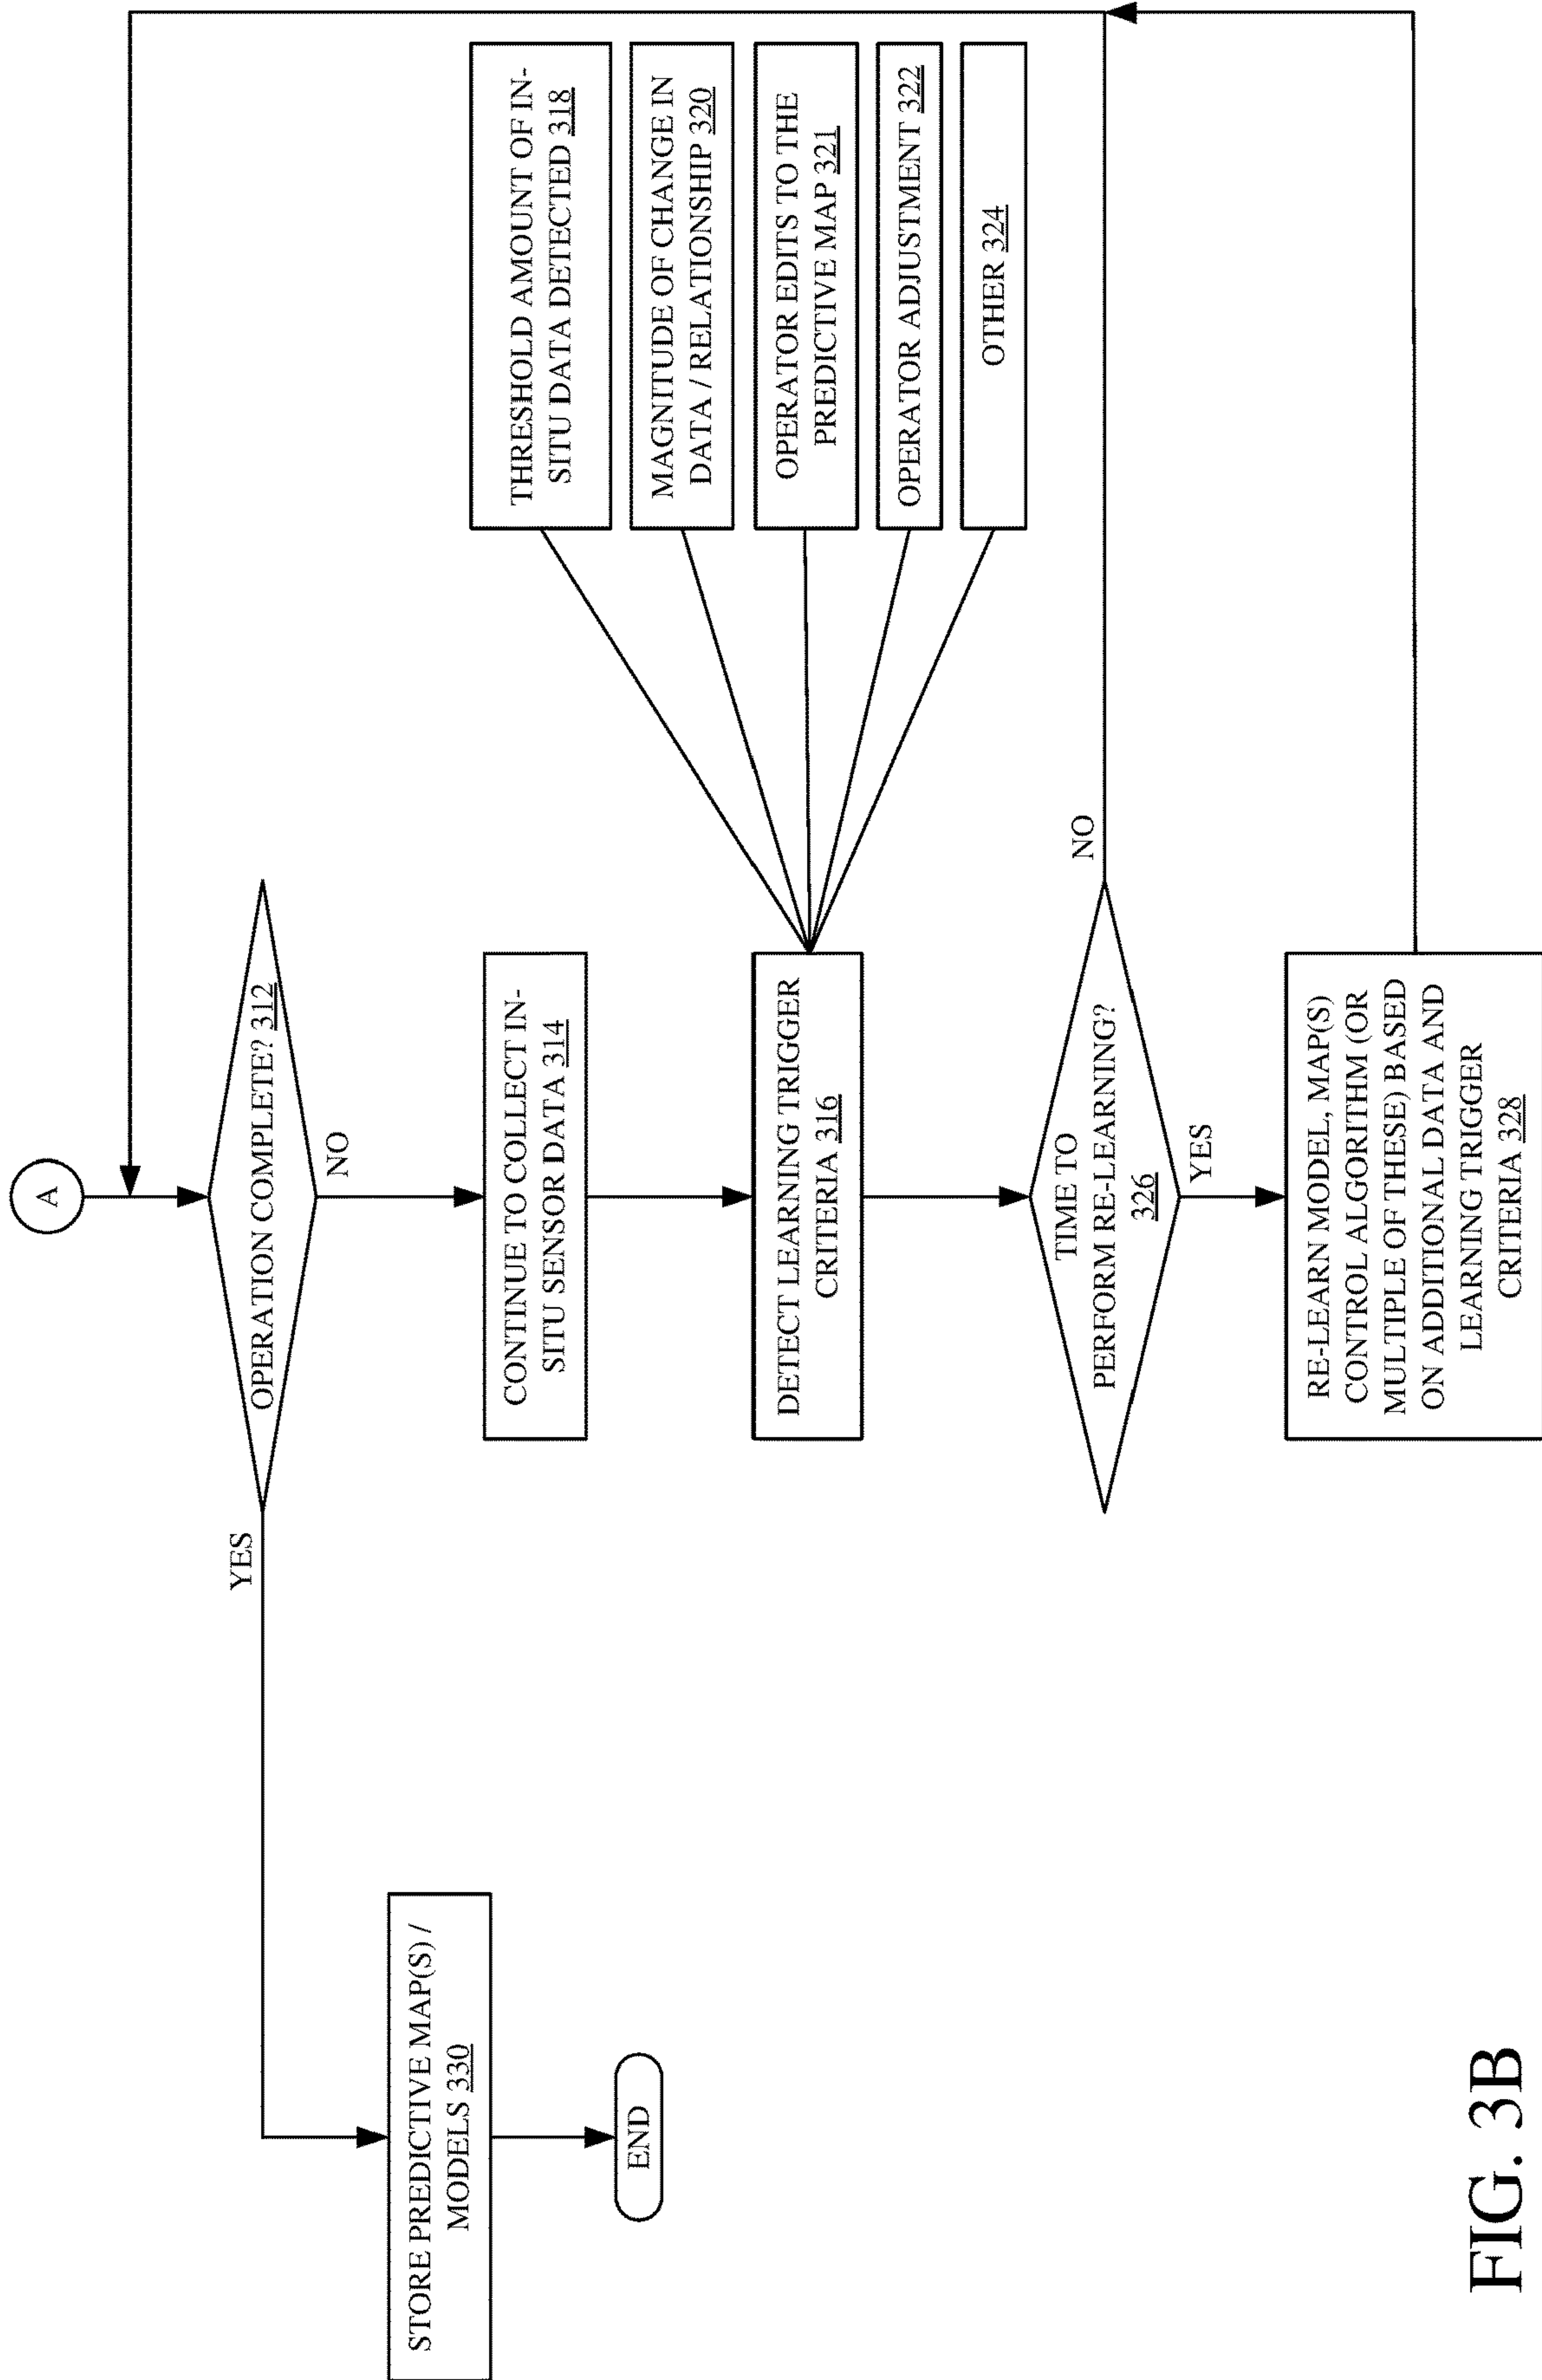 A
OPERATION COMPLETE? 312
YES
NO
STORE PREDICTIVE MAP(S) /
MODELS 330
END
CONTINUE TO COLLECT IN-
SITU SENSOR DATA 314
DETECT LEARNING TRIGGER
CRITERIA 316
THRESHOLD AMOUNT OF IN-
SITU DATA DETECTED 318
MAGNITUDE OF CHANGE IN
DATA / RELATIONSHIP 320
OPERATOR EDITS TO THE
PREDICTIVE MAP 321
OPERATOR ADJUSTMENT 322
OTHER 324
TIME TO
PERFORM RE-LEARNING?
326
NO
YES
RE-LEARN MODEL, MAP(S)
CONTROL ALGORITHM (OR
MULTIPLE OF THESE) BASED
ON ADDITIONAL DATA AND
LEARNING TRIGGER
CRITERIA 328
FIG. 3B